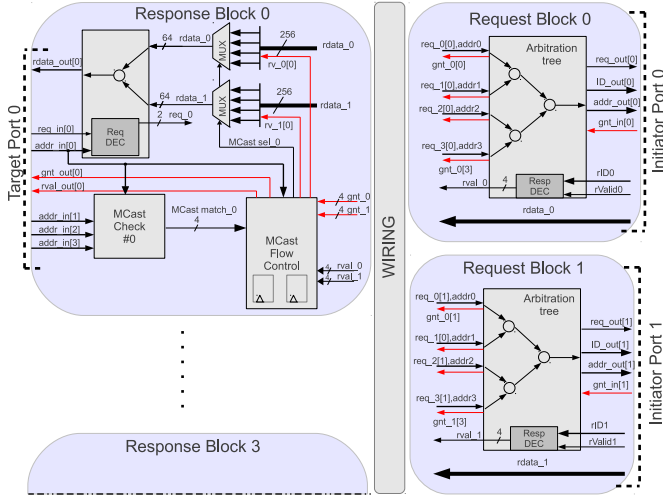 Response Block 0
64
rdata_0
MUX
256
rdata_0
rv_0[0]
rdata_out[0]
64
rdata_1
MUX
256
rdata_1
rv_1[0]
2
req_0
Req
DEC
req_in[0]
addr_in[0]
MCast sel_0
gnt_out[0]
rval_out[0]
Target Port 0
addr_in[1]
addr_in[2]
addr_in[3]
MCast
Check
#0
MCast match_0
4
MCast
Flow
Control
4 gnt_0
4 gnt_1
4 rval_0
4 rval_1
Response Block 3
WIRING
Request Block 0
req_0[0],addr0
gnt_0[0]
req_1[0],addr1
req_2[0],addr2
req_3[0],addr3
gnt_0[3]
Arbitration
tree
req_out[0]
ID_out[0]
addr_out[0]
gnt_in[0]
rval_0
4
Resp
DEC
rID0
rValid0
rdata_0
Initiator Port 0
Request Block 1
req_0[1],addr0
gnt_0[1]
req_1[0],addr1
req_2[1],addr2
req_3[1],addr3
gnt_1[3]
Arbitration
tree
req_out[1]
ID_out[1]
addr_out[1]
gnt_in[1]
rval_1
4
Resp
DEC
rID1
rValid1
rdata_1
Initiator Port 1